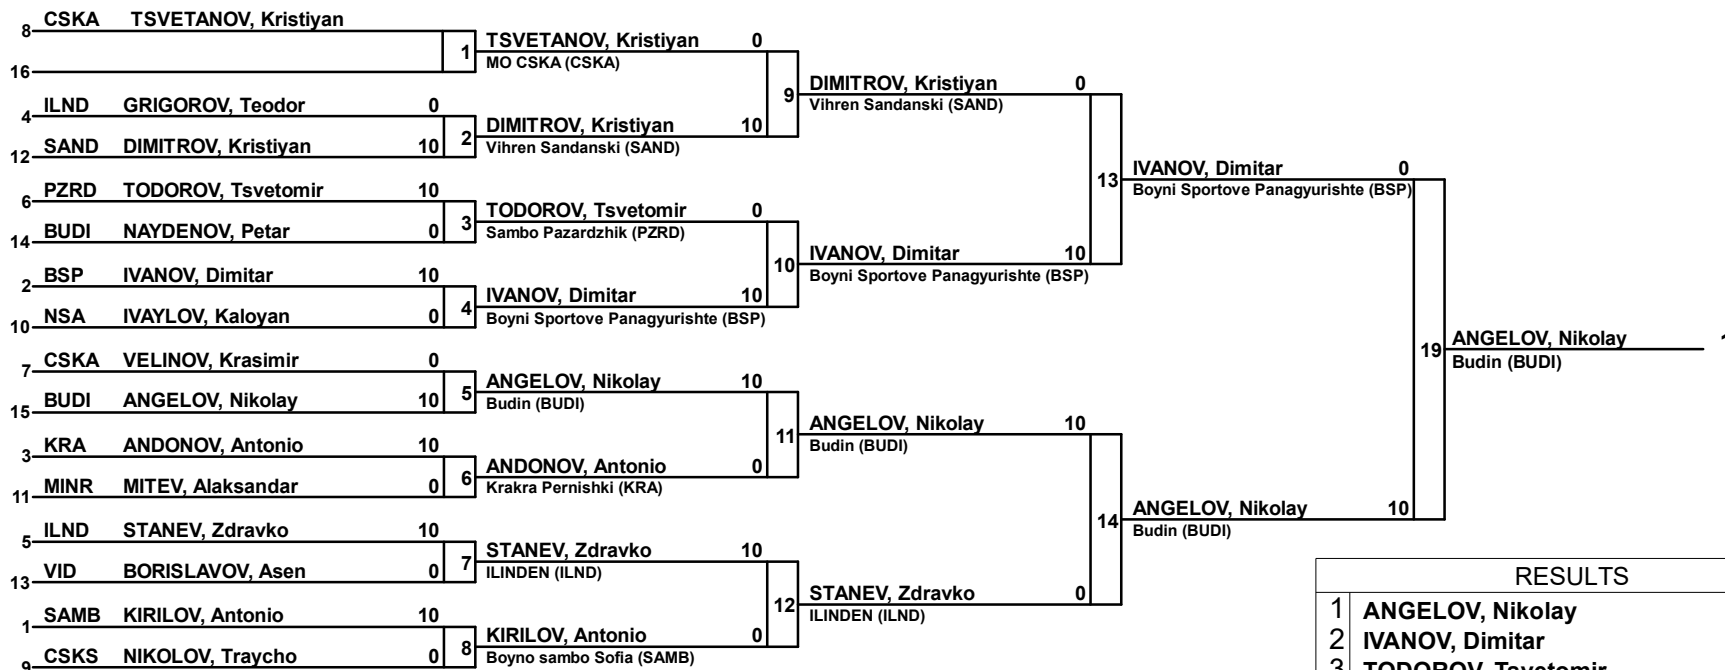 8 CSKA TSVETANOV, Kristiyan
16
1 TSVETANOV, Kristiyan 0
MO CSKA (CSKA)
4 ILND GRIGOROV, Teodor 0
12 SAND DIMITROV, Kristiyan 10
2 DIMITROV, Kristiyan 10
Vihren Sandanski (SAND)
6 PZRD TODOROV, Tsvetomir 10
14 BUDI NAYDENOV, Petar 0
3 TODOROV, Tsvetomir 0
Sambo Pazardzhik (PZRD)
2 BSP IVANOV, Dimitar 10
10 NSA IVAYLOV, Kaloyan 0
4 IVANOV, Dimitar 10
Boyni Sportove Panagyurishte (BSP)
7 CSKA VELINOV, Krasimir 0
15 BUDI ANGELOV, Nikolay 10
5 ANGELOV, Nikolay 10
Budin (BUDI)
3 KRA ANDONOV, Antonio 10
11 MINR MITEV, Alaksandar 0
6 ANDONOV, Antonio 0
Krakra Pernishki (KRA)
5 ILND STANEV, Zdravko 10
13 VID BORISLAVOV, Asen 0
7 STANEV, Zdravko 10
ILINDEN (ILND)
1 SAMB KIRILOV, Antonio 10
9 CSKS NIKOLOV, Traycho 0
8 KIRILOV, Antonio 0
Boyno sambo Sofia (SAMB)
9 DIMITROV, Kristiyan 0
Vihren Sandanski (SAND)
10 IVANOV, Dimitar 10
Boyni Sportove Panagyurishte (BSP)
11 ANGELOV, Nikolay 10
Budin (BUDI)
12 STANEV, Zdravko 0
ILINDEN (ILND)
13 IVANOV, Dimitar 0
Boyni Sportove Panagyurishte (BSP)
14 ANGELOV, Nikolay 10
Budin (BUDI)
19 ANGELOV, Nikolay
Budin (BUDI)
RESULTS
1 ANGELOV, Nikolay
2 IVANOV, Dimitar
3 TODOROV, Tsvetomir